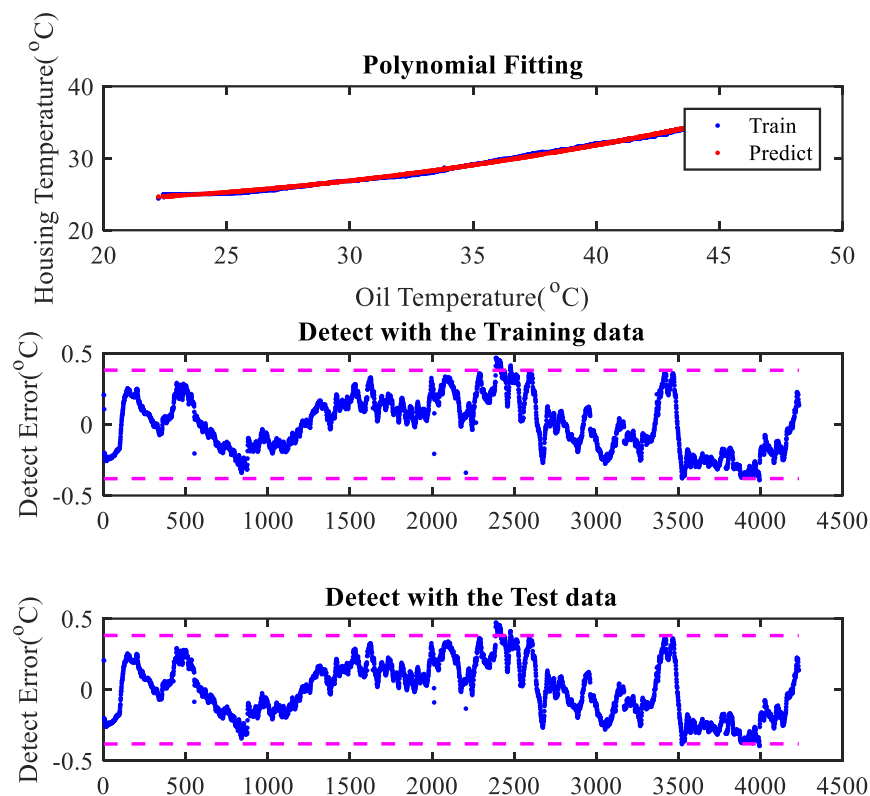 Polynomial Fitting
Housing Temperature(°C)
40
30
20
20 25 30 35 40 45 50
Train
Predict
Oil Temperature(°C)
Detect with the Training data
Detect Error(°C)
0.5
0
-0.5
0 500 1000 1500 2000 2500 3000 3500 4000 4500
Detect with the Test data
Detect Error(°C)
0.5
0
-0.5
0 500 1000 1500 2000 2500 3000 3500 4000 4500